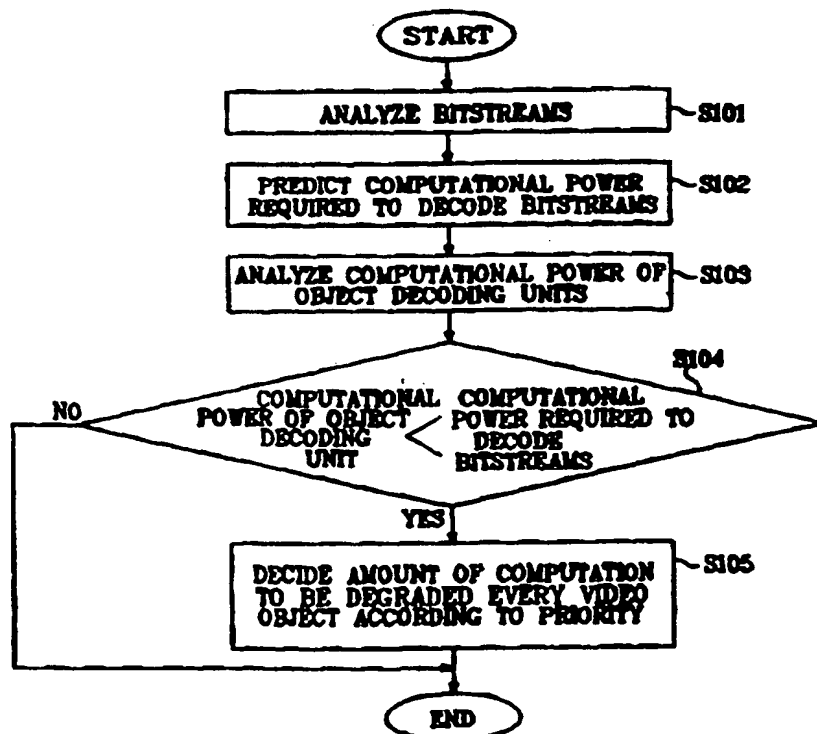 START
ANALYZE BITSTREAMS
S101
PREDICT COMPUTATIONAL POWER
REQUIRED TO DECODE BITSTREAMS
S102
ANALYZE COMPUTATIONAL POWER OF
OBJECT DECODING UNITS
S103
S104
NO
COMPUTATIONAL
POWER OF OBJECT
DECODING
UNIT
<
COMPUTATIONAL
POWER REQUIRED TO
DECODE
BITSTREAMS
YES
DECIDE AMOUNT OF COMPUTATION
TO BE DEGRADED EVERY VIDEO
OBJECT ACCORDING TO PRIORITY
S105
END